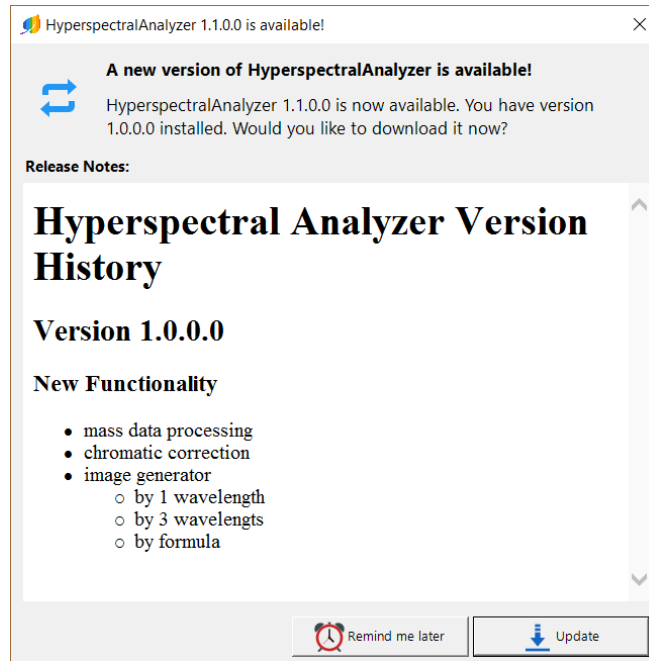 HyperspectralAnalyzer 1.1.0.0 is available!
A new version of HyperspectralAnalyzer is available!
HyperspectralAnalyzer 1.1.0.0 is now available. You have version
1.0.0.0 installed. Would you like to download it now?
Release Notes:
Hyperspectral Analyzer Version
History
Version 1.0.0.0
New Functionality
mass data processing
chromatic correction
image generator
by 1 wavelength
by 3 wavelengts
by formula
Remind me later
Update